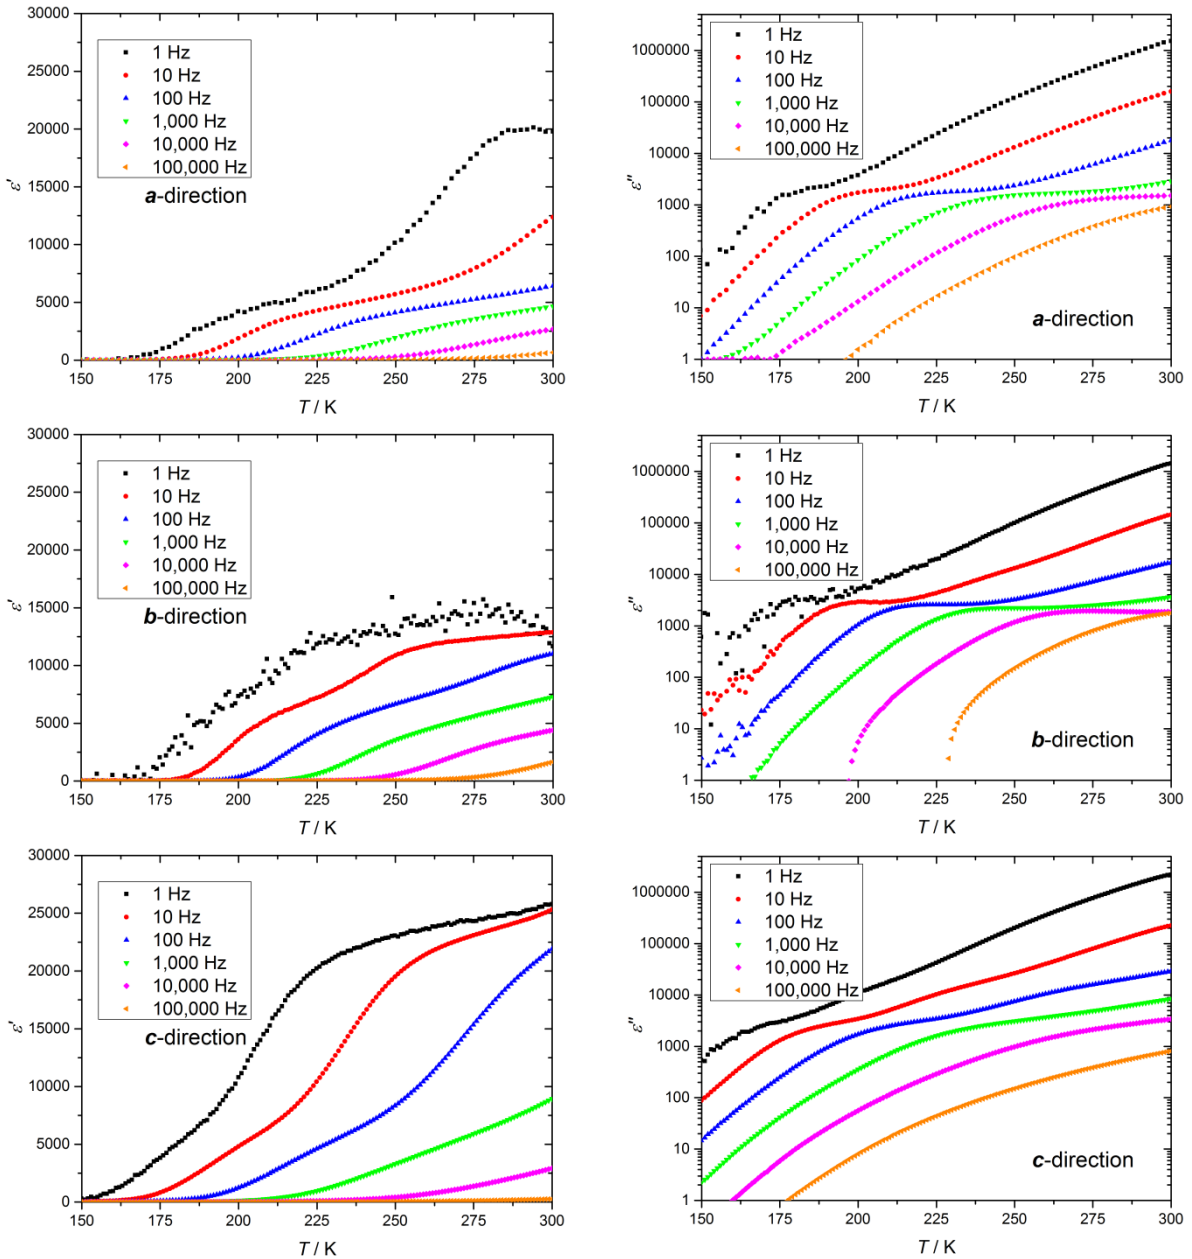 30000
25000
20000
15000
10000
5000
0
ε'
1 Hz
10 Hz
100 Hz
1,000 Hz
10,000 Hz
100,000 Hz
a-direction
150 175 200 225 250 275 300
T / K
1000000
100000
10000
1000
100
10
1
ε''
1 Hz
10 Hz
100 Hz
1,000 Hz
10,000 Hz
100,000 Hz
a-direction
150 175 200 225 250 275 300
T / K
30000
25000
20000
15000
10000
5000
0
ε'
1 Hz
10 Hz
100 Hz
1,000 Hz
10,000 Hz
100,000 Hz
b-direction
150 175 200 225 250 275 300
T / K
1000000
100000
10000
1000
100
10
1
ε''
1 Hz
10 Hz
100 Hz
1,000 Hz
10,000 Hz
100,000 Hz
b-direction
150 175 200 225 250 275 300
T / K
30000
25000
20000
15000
10000
5000
0
ε'
1 Hz
10 Hz
100 Hz
1,000 Hz
10,000 Hz
100,000 Hz
c-direction
150 175 200 225 250 275 300
T / K
1000000
100000
10000
1000
100
10
1
ε''
1 Hz
10 Hz
100 Hz
1,000 Hz
10,000 Hz
100,000 Hz
c-direction
150 175 200 225 250 275 300
T / K